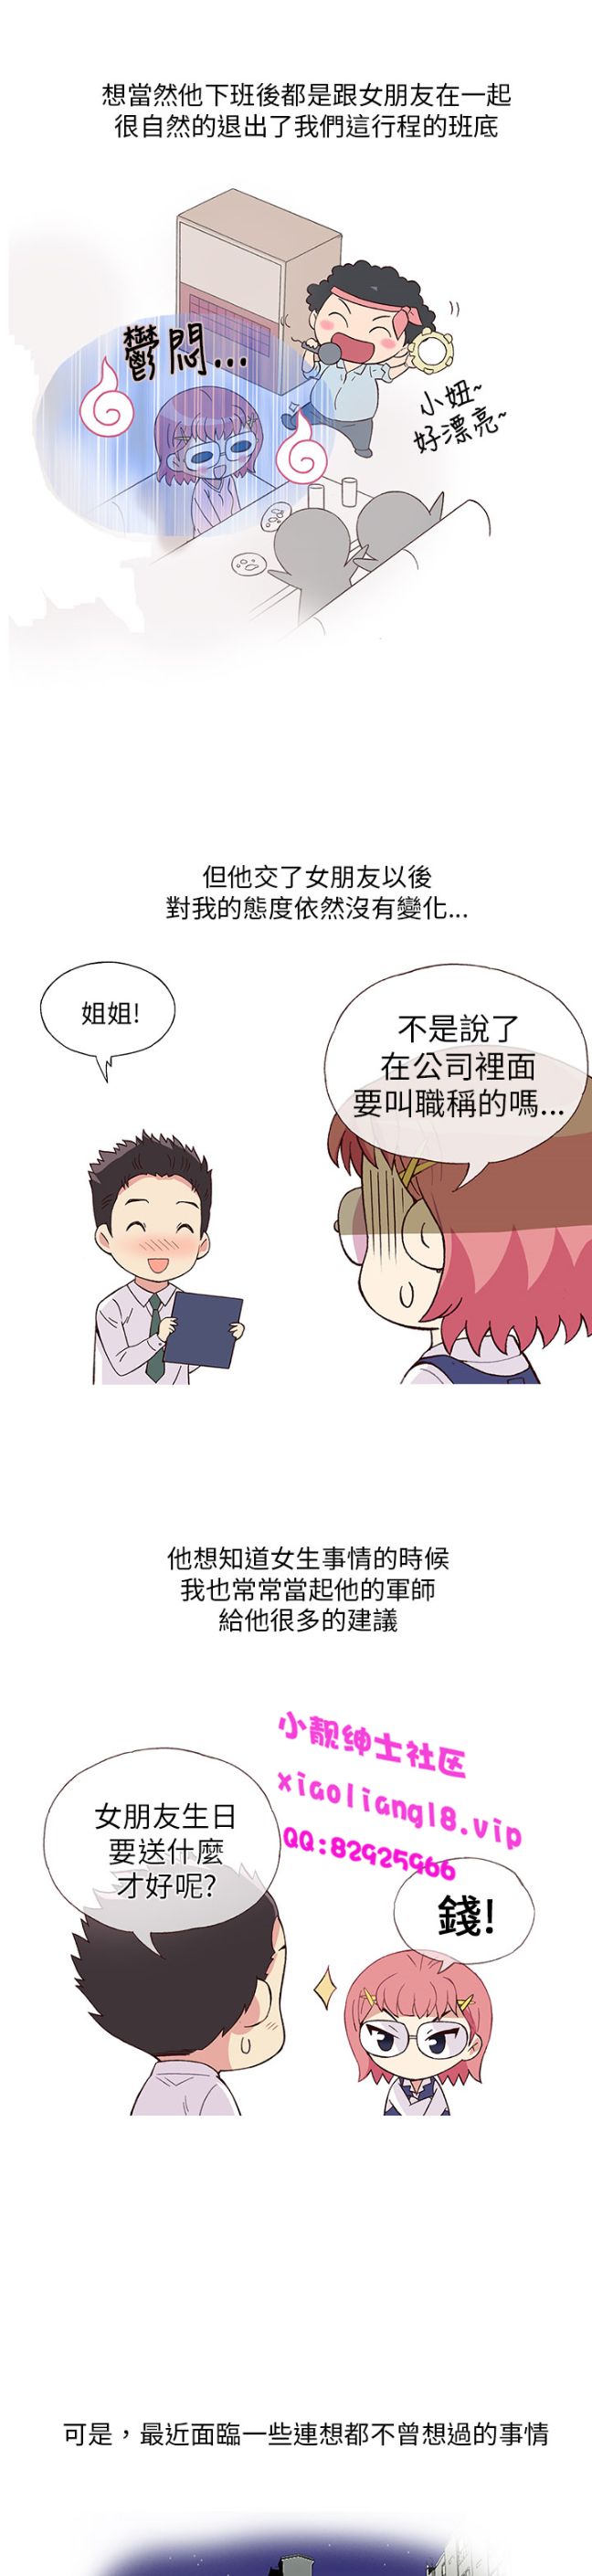 想當然他下班後都是跟女朋友在一起
很自然的退出了我們這行程的班底
鬱悶...
小妞~
好漂亮~
但他交了女朋友以後
對我的態度依然沒有變化...
姐姐!
不是說了
在公司裡面
要叫職稱的嗎...
他想知道女生事情的時候
我也常常當起他的軍師
給他很多的建議
小靓绅士社区
xiaoliang18.vip
QQ:82925966
女朋友生日
要送什麼
才好呢?
錢!
可是，最近面臨一些連想都不曾想過的事情